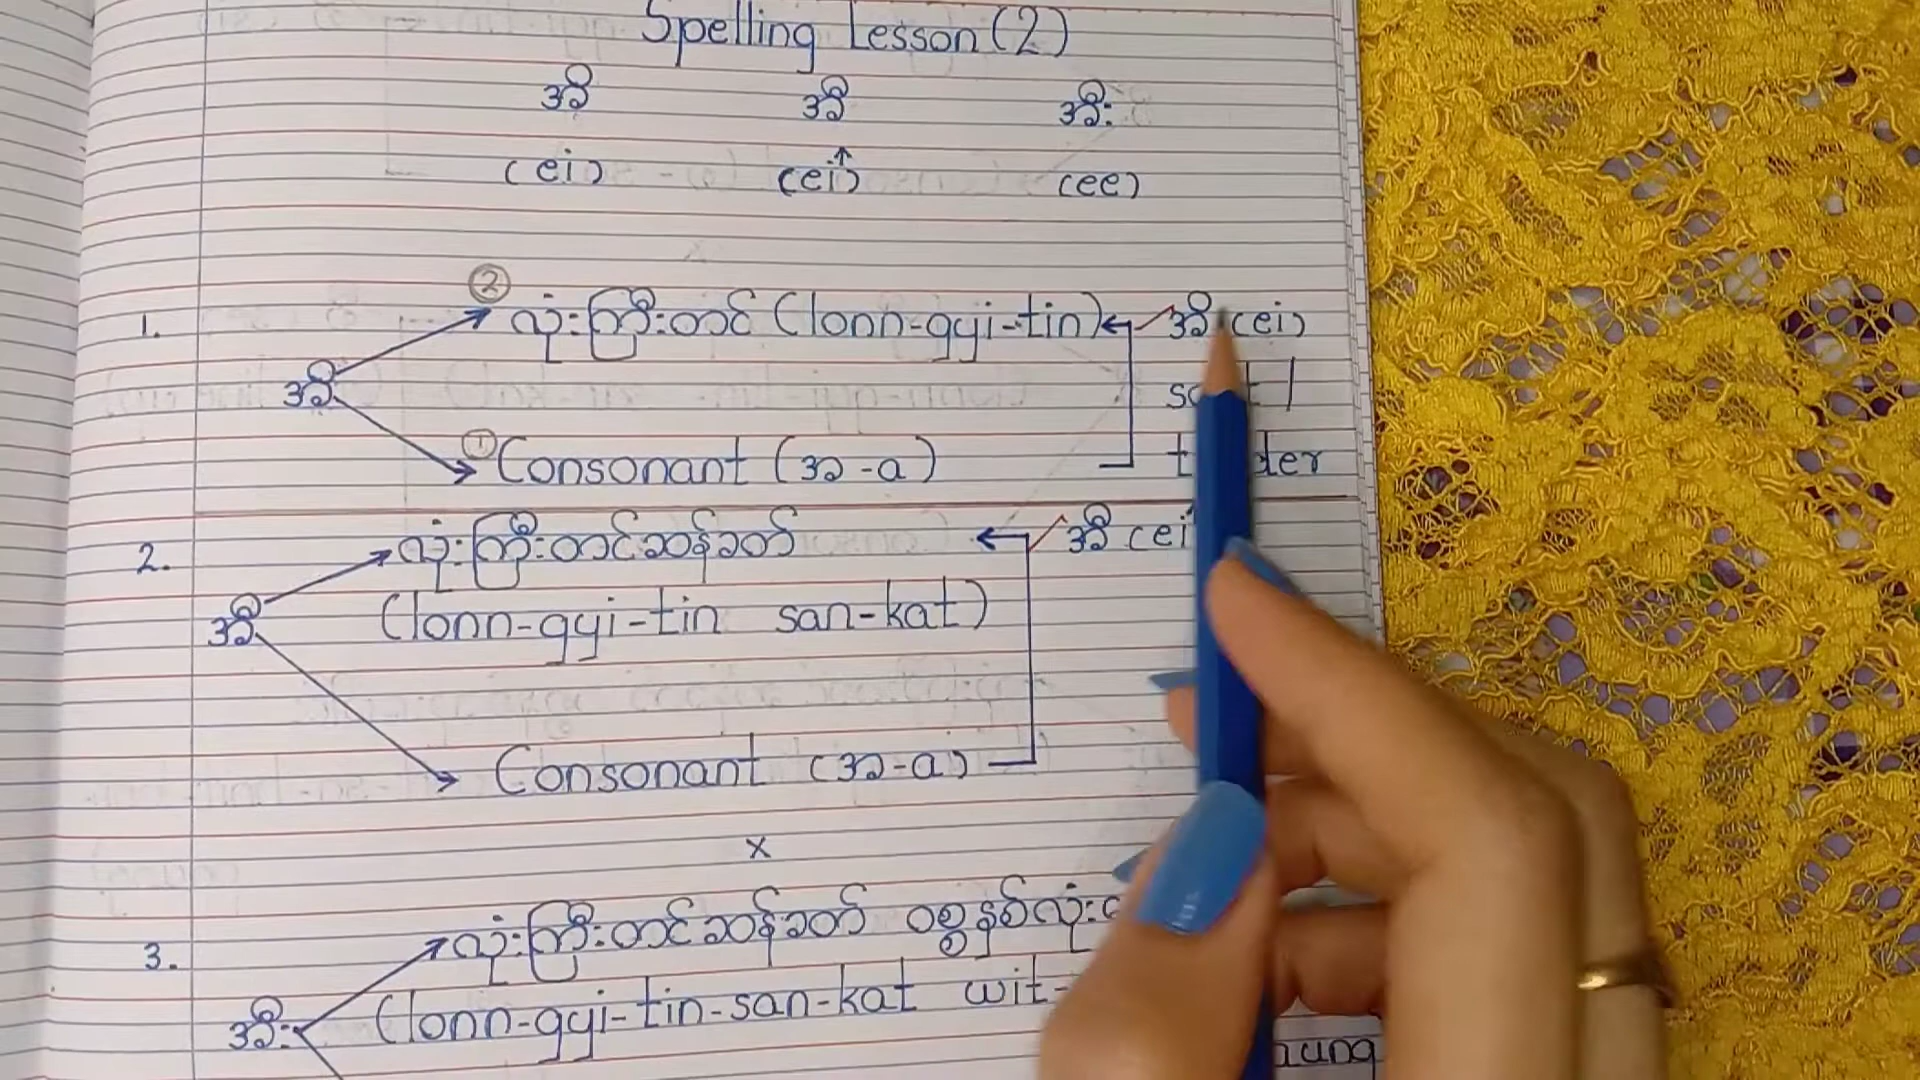 Spelling Lesson (2)
အိ အီ အီး
(ei) (ei↑) (ee)
②
1. လုံးကြီးတင် (lonn-gyi-tin) ← အိ (ei)
အိ
①
Consonant (အ-a)
2. လုံးကြီးတင်ဆန်ခတ် ← အီ (ei
အီ
(lonn-gyi-tin san-kat)
Consonant (အ-a)
x
3. လုံးကြီးတင်ဆန်ခတ် ဝစ္စနှစ်လုံး
အီး
(lonn-gyi-tin-san-kat wit-